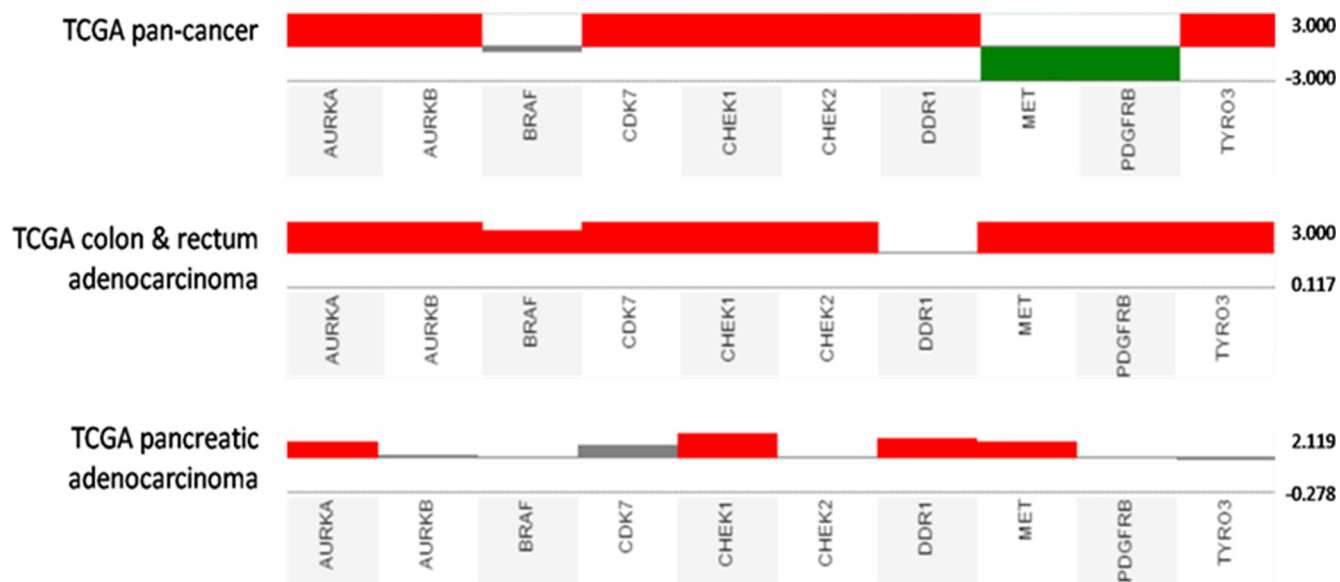 TCGA pan-cancer
3.000
-3.000
AURKA
AURKB
BRAF
CDK7
CHEK1
CHEK2
DDR1
MET
PDGFRB
TYRO3
TCGA colon & rectum
adenocarcinoma
3.000
0.117
AURKA
AURKB
BRAF
CDK7
CHEK1
CHEK2
DDR1
MET
PDGFRB
TYRO3
TCGA pancreatic
adenocarcinoma
2.119
-0.278
AURKA
AURKB
BRAF
CDK7
CHEK1
CHEK2
DDR1
MET
PDGFRB
TYRO3